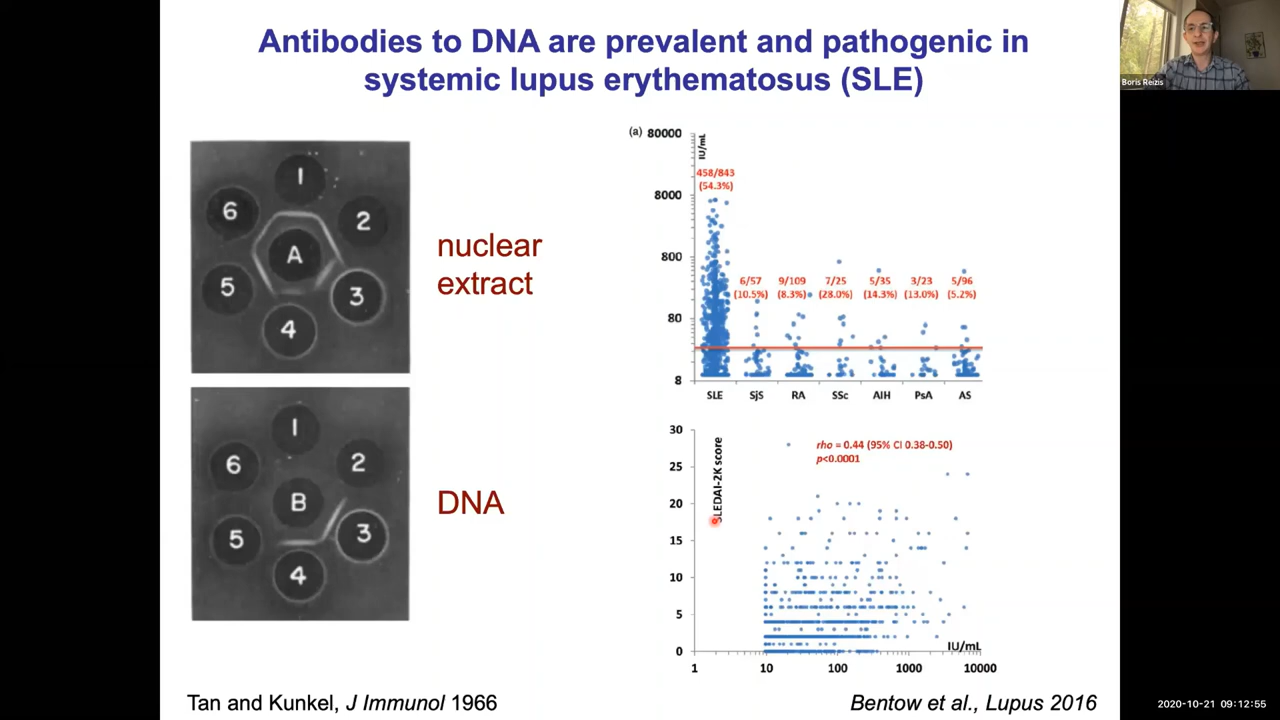 Antibodies to DNA are prevalent and pathogenic in
systemic lupus erythematosus (SLE)
Boris Reizis
1
6
2
A
5
3
4
nuclear
extract
1
6
2
B
5
3
4
DNA
(a)
80000
8000
800
80
8
IU/mL
458/843
(54.3%)
6/57
(10.5%)
9/109
(8.3%)
7/25
(28.0%)
5/35
(14.3%)
3/23
(13.0%)
5/96
(5.2%)
SLE SjS RA SSc AIH PsA AS
30
25
20
15
10
5
0
SLEDAI-2K score
rho = 0.44 (95% CI 0.38-0.50)
p<0.0001
IU/mL
1 10 100 1000 10000
Tan and Kunkel, J Immunol 1966
Bentow et al., Lupus 2016
2020-10-21 09:12:55